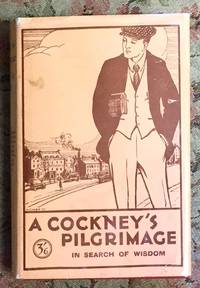 A COCKNEY'S
PILGRIMAGE
3/6
IN SEARCH OF WISDOM